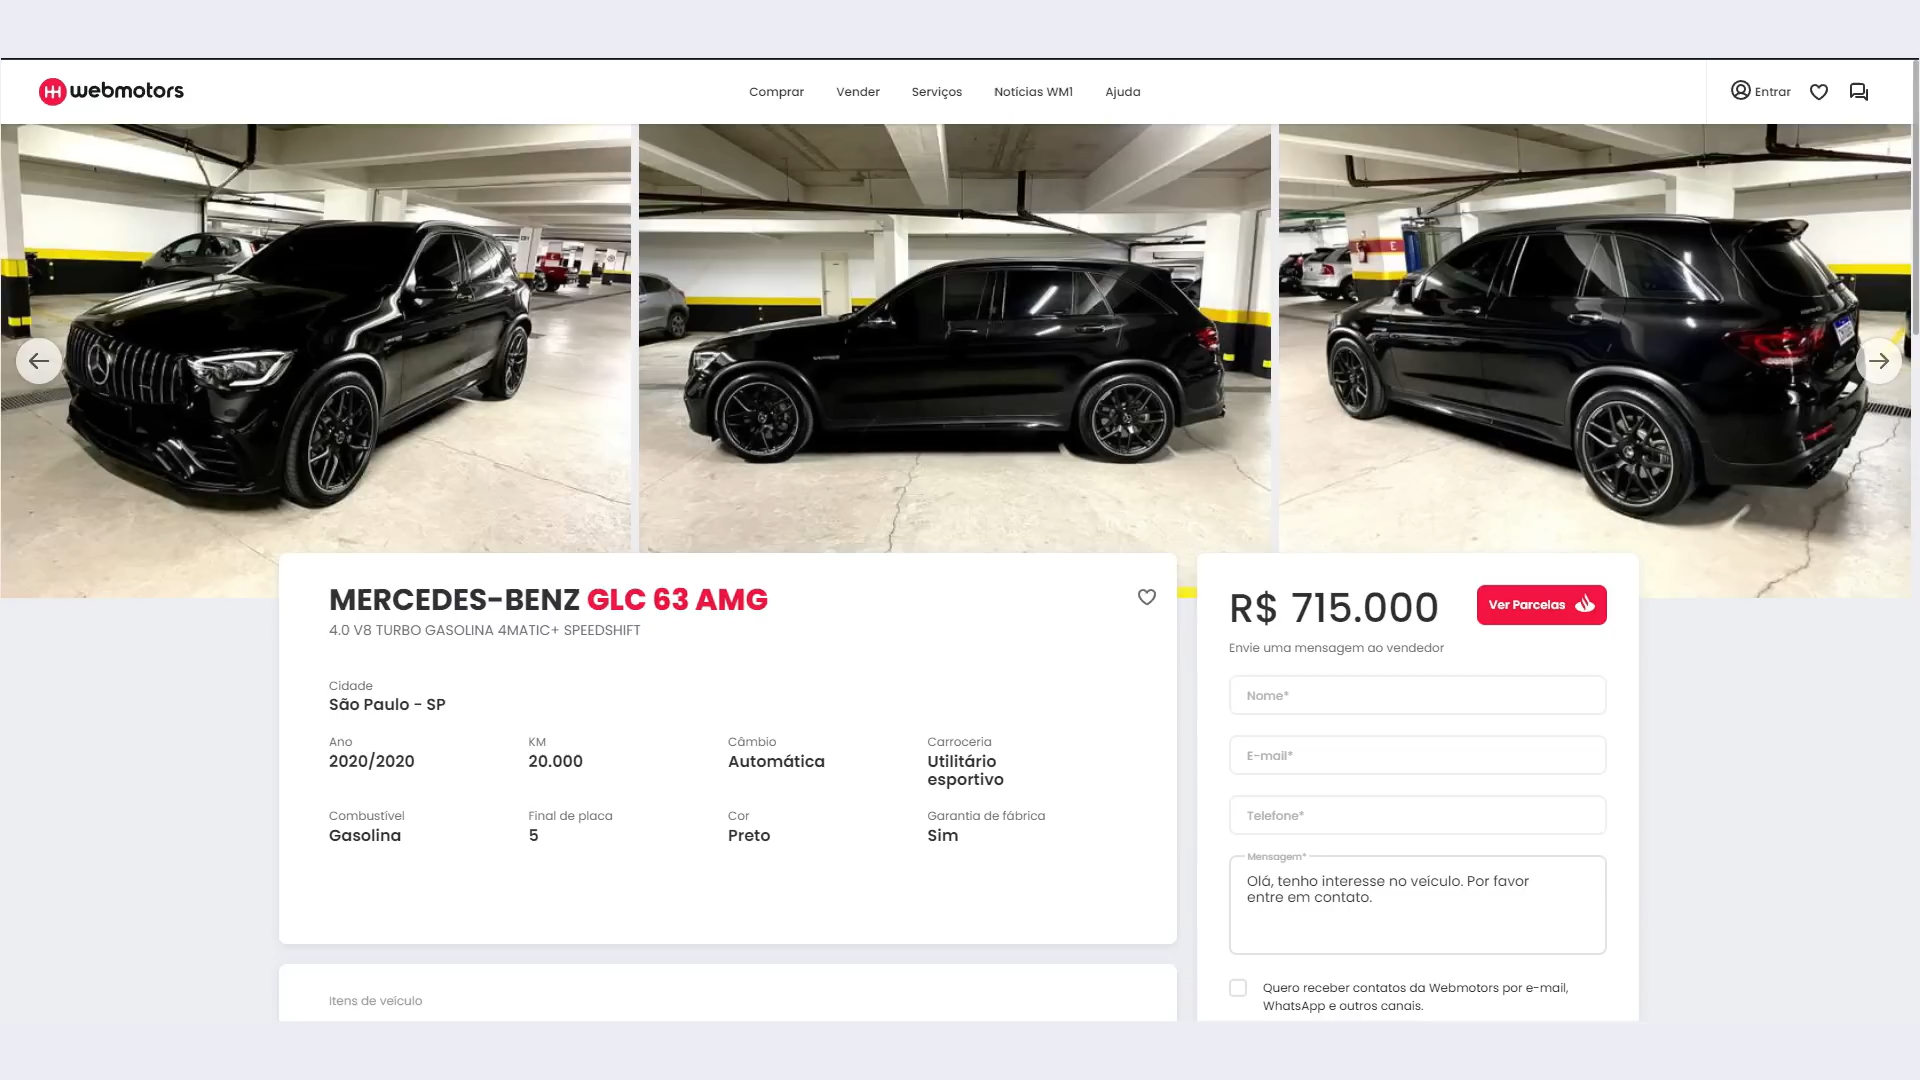 webmotors
Comprar
Vender
Serviços
Notícias WM1
Ajuda
Entrar
E
MERCEDES-BENZ GLC 63 AMG
4.0 V8 TURBO GASOLINA 4MATIC+ SPEEDSHIFT
Cidade
São Paulo - SP
Ano
2020/2020
KM
20.000
Câmbio
Automática
Carroceria
Utilitário
esportivo
Combustível
Gasolina
Final de placa
5
Cor
Preto
Garantia de fábrica
Sim
Itens de veículo
R$ 715.000
Ver Parcelas
Envie uma mensagem ao vendedor
Nome*
E-mail*
Telefone*
Mensagem*
Olá, tenho interesse no veículo. Por favor
entre em contato.
Quero receber contatos da Webmotors por e-mail,
WhatsApp e outros canais.